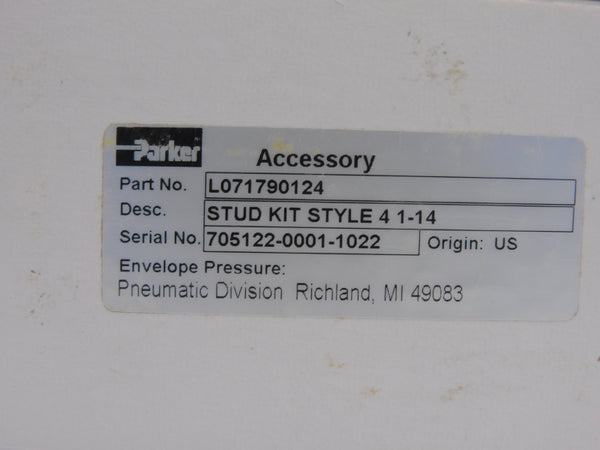 Parker
Accessory
Part No. L071790124
Desc. STUD KIT STYLE 4 1-14
Serial No. 705122-0001-1022 Origin: US
Envelope Pressure:
Pneumatic Division Richland, MI 49083